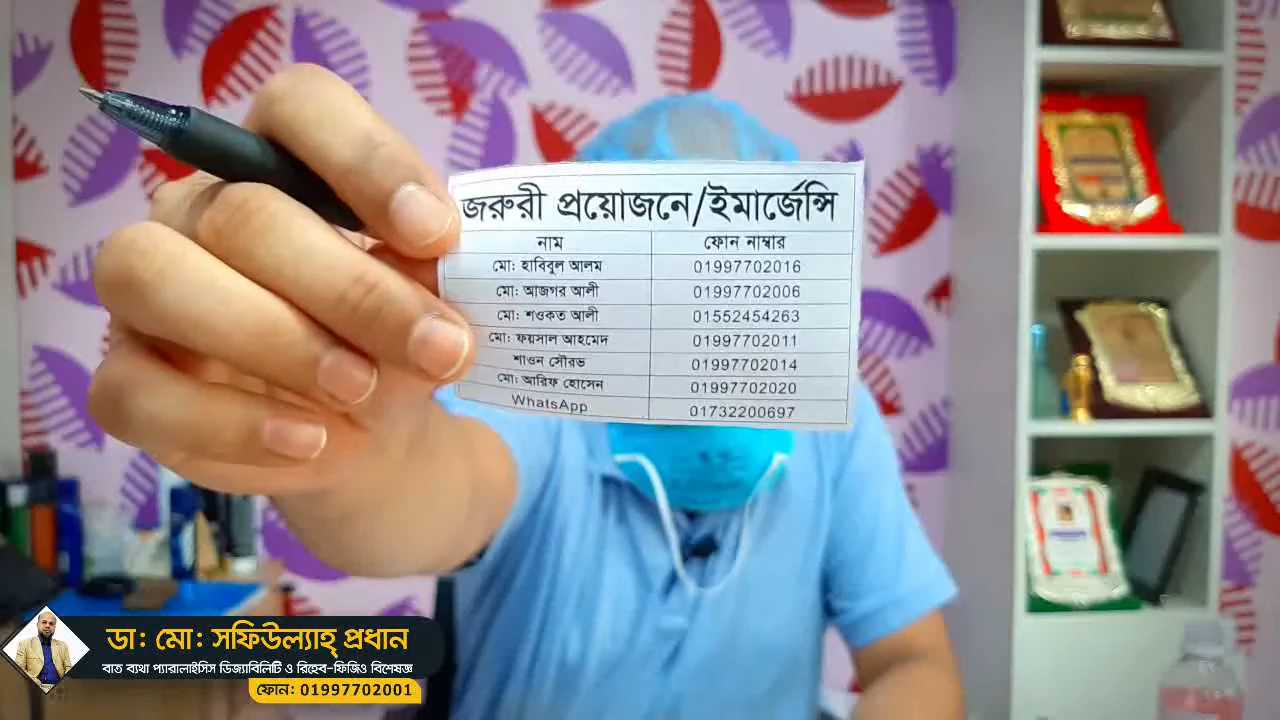 জরুরী প্রয়োজনে/ইমার্জেন্সি
নাম ফোন নাম্বার
মো: হাবিবুল আলম 01997702016
মো: আজগর আলী 01997702006
মো: শওকত আলী 01552454263
মো: ফয়সাল আহমেদ 01997702011
শাওন সৌরভ 01997702014
মো: আরিফ হোসেন 01997702020
WhatsApp 01732200697
ডা: মো: সফিউল্যাহ্ প্রধান
বাত ব্যথা প্যারালাইসিস ডিজ্যাবিলিটি ও রিহেব-ফিজিও বিশেষজ্ঞ
ফোন: 01997702001